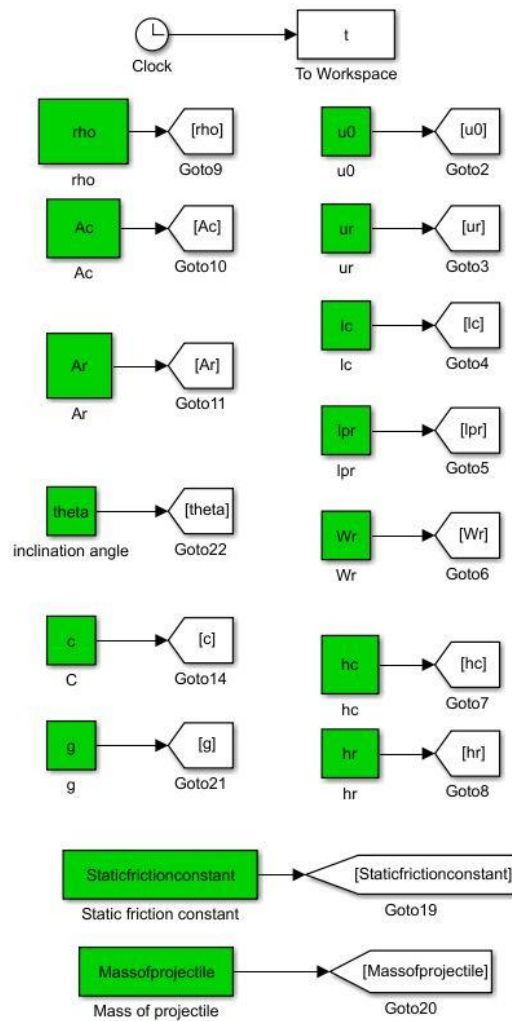 t
Clock
To Workspace
rho
[rho]
rho
Goto9
u0
[u0]
u0
Goto2
Ac
[Ac]
Ac
Goto10
ur
[ur]
ur
Goto3
lc
[lc]
lc
Goto4
Ar
[Ar]
Ar
Goto11
lpr
[lpr]
lpr
Goto5
theta
[theta]
inclination angle
Goto22
Wr
[Wr]
Wr
Goto6
c
[c]
C
Goto14
hc
[hc]
hc
Goto7
g
[g]
g
Goto21
hr
[hr]
hr
Goto8
Staticfrictionconstant
[Staticfrictionconstant]
Static friction constant
Goto19
Massofprojectile
[Massofprojectile]
Mass of projectile
Goto20